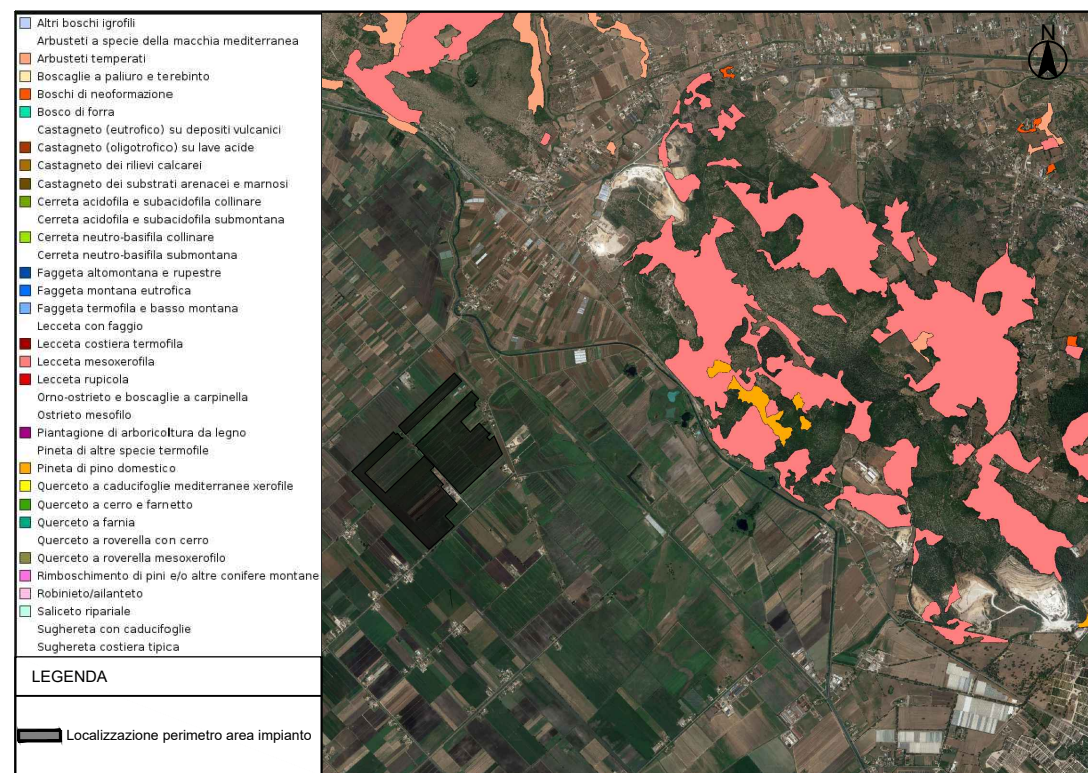 Altri boschi igrofili
Arbusteti a specie della macchia mediterranea
Arbusteti temperati
Boscaglie a paliuro e terebinto
Boschi di neoformazione
Bosco di forra
Castagneto (eutrofico) su depositi vulcanici
Castagneto (oligotrofico) su lave acide
Castagneto dei rilievi calcarei
Castagneto dei substrati arenacei e marnosi
Cerreta acidofila e subacidofila collinare
Cerreta acidofila e subacidofila submontana
Cerreta neutro-basifila collinare
Cerreta neutro-basifila submontana
Faggeta altomontana e rupestre
Faggeta montana eutrofica
Faggeta termofila e basso montana
Lecceta con faggio
Lecceta costiera termofila
Lecceta mesoxerofila
Lecceta rupicola
Orno-ostrieto e boscaglie a carpinella
Ostrieto mesofilo
Piantagione di arboricoltura da legno
Pineta di altre specie termofile
Pineta di pino domestico
Querceto a caducifoglie mediterranee xerofile
Querceto a cerro e farnetto
Querceto a farnia
Querceto a roverella con cerro
Querceto a roverella mesoxerofilo
Rimboschimento di pini e/o altre conifere montane
Robinieto/ailanteto
Saliceto ripariale
Sughereta con caducifoglie
Sughereta costiera tipica
LEGENDA
Localizzazione perimetro area impianto
N